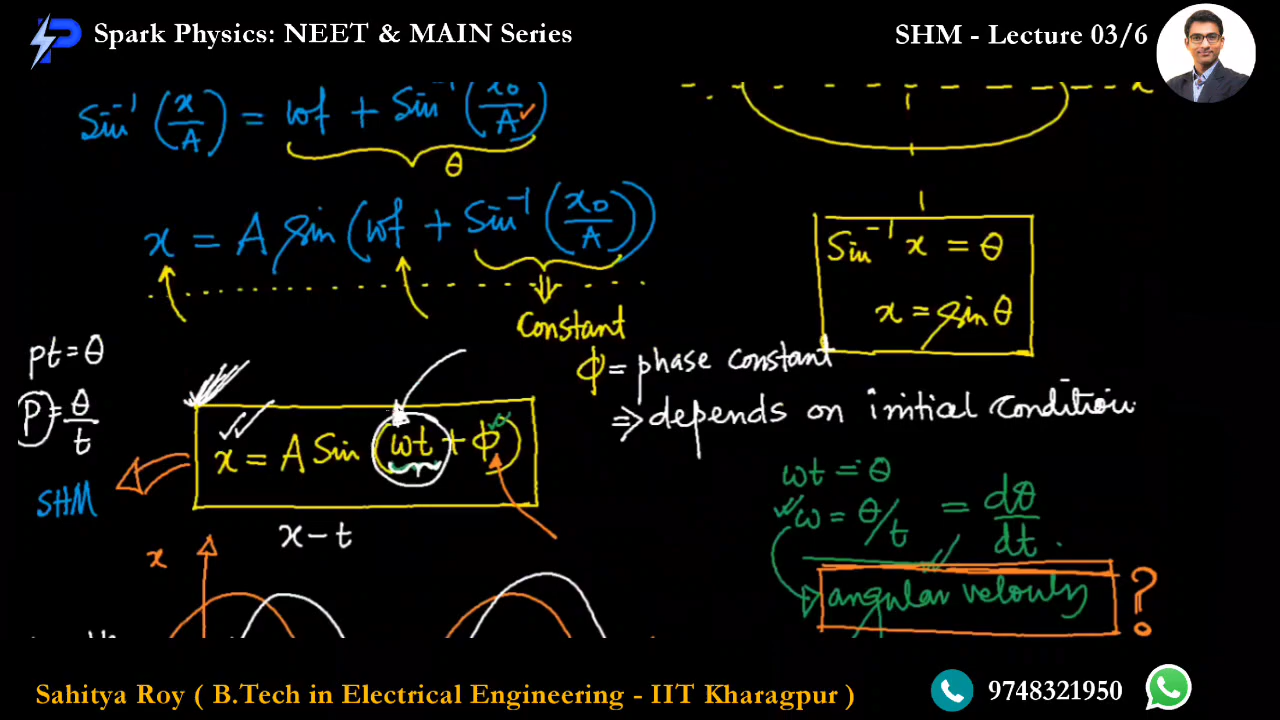 Spark Physics: NEET & MAIN Series
SHM - Lecture 03/6
Sin⁻¹ (x/A) = ωt + Sin⁻¹ (x₀/A)
θ
x = A sin (ωt + Sin⁻¹ (x₀/A))
Constant
ϕ = phase constant
⇒ depends on initial condition
Sin⁻¹ x = θ
x = sin θ
pt = θ
P = θ/t
x = A Sin (ωt + ϕ)
SHM
x – t
x
ωt = θ
ω = θ/t = dθ/dt
angular velocity ?
Sahitya Roy ( B.Tech in Electrical Engineering - IIT Kharagpur )
9748321950